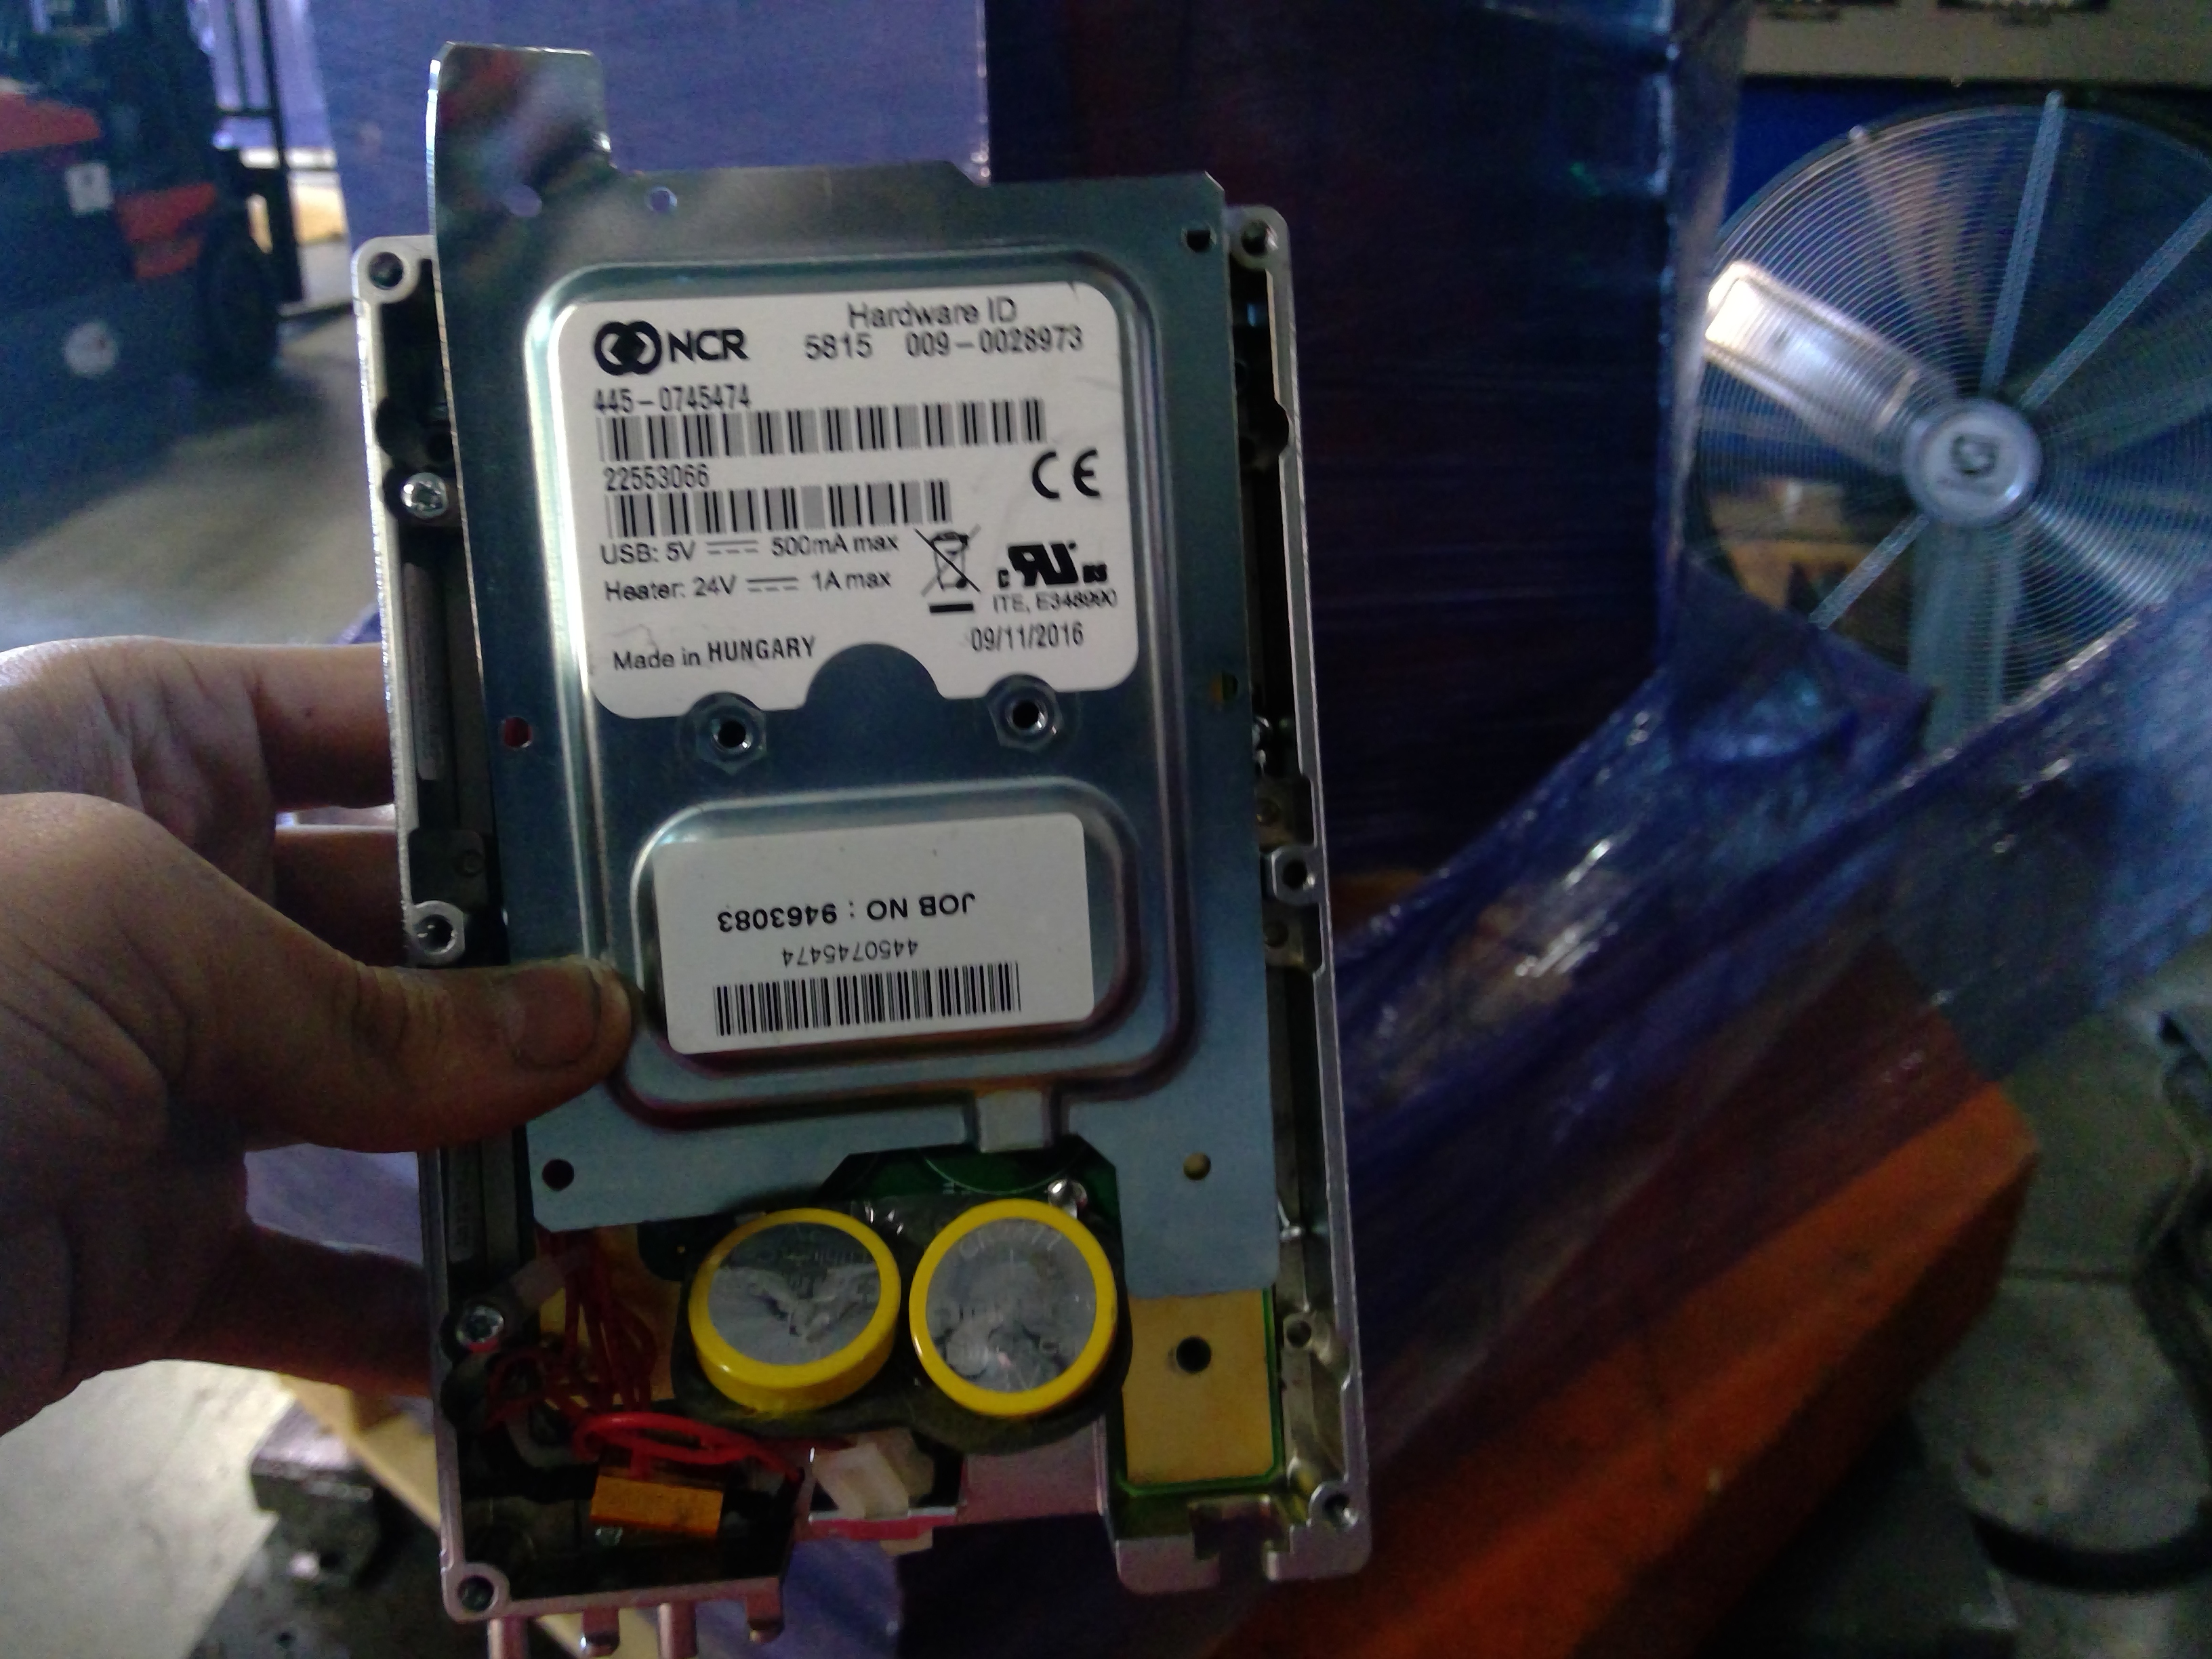 NCR
Hardware ID
5815 009-0028973
445-0745474
22553066
CE
USB: 5V 500mA max
Heater: 24V 1A max
ITE, E348990
Made in HUNGARY
09/11/2016
JOB NO : 9463083
4450745474